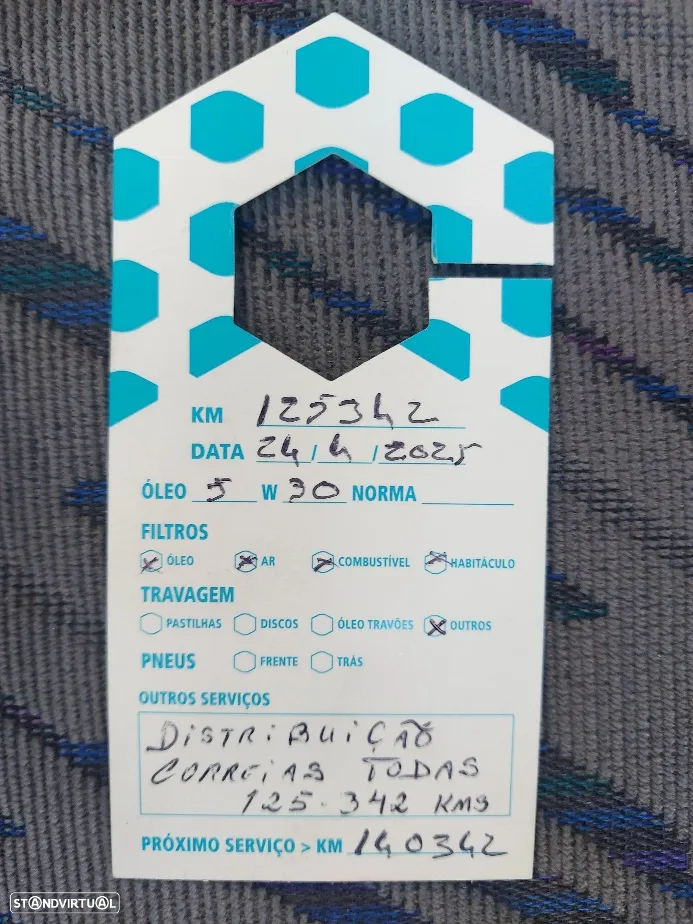 KM 125342
DATA 24/4/2025
ÓLEO 5 W 30 NORMA
FILTROS
ÓLEO AR COMBUSTÍVEL HABITÁCULO
TRAVAGEM
PASTILHAS DISCOS ÓLEO TRAVÕES OUTROS
PNEUS FRENTE TRÁS
OUTROS SERVIÇOS
DISTRIBUIÇÃO
CORREIAS TODAS
125.342 KMS
PRÓXIMO SERVIÇO > KM 140342
STANDVIRTUAL